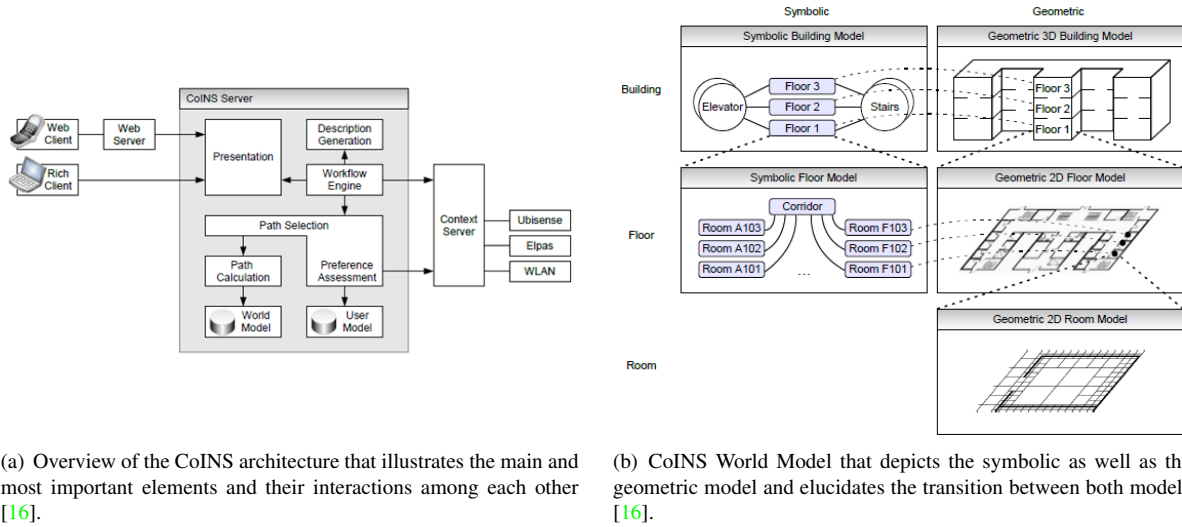 CoINS Server
Web
Client
Web
Server
Rich
Client
Presentation
Description
Generation
Workflow
Engine
Path Selection
Path
Calculation
Preference
Assessment
World
Model
User
Model
Context
Server
Ubisense
Elpas
WLAN
(a) Overview of the CoINS architecture that illustrates the main and
most important elements and their interactions among each other
[16].
Symbolic
Geometric
Building
Symbolic Building Model
Elevator
Floor 3
Floor 2
Floor 1
Stairs
Geometric 3D Building Model
Floor 3
Floor 2
Floor 1
Floor
Symbolic Floor Model
Corridor
Room A103
Room A102
Room A101
...
Room F103
Room F102
Room F101
Geometric 2D Floor Model
Room
Geometric 2D Room Model
(b) CoINS World Model that depicts the symbolic as well as th
geometric model and elucidates the transition between both model
[16].